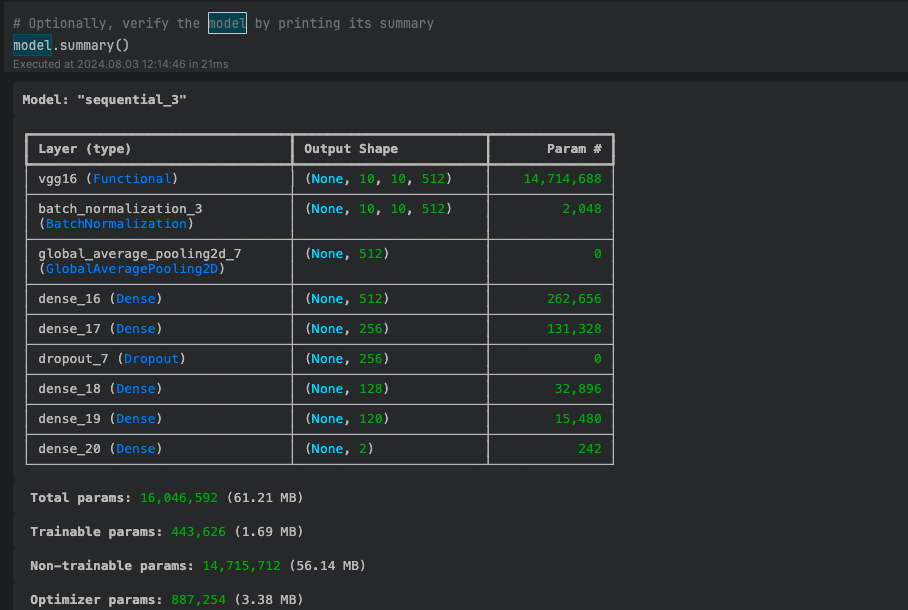 # Optionally, verify the model by printing its summary
model.summary()
Executed at 2024.08.03 12:14:46 in 21ms
Model: "sequential_3"
Layer (type) Output Shape Param #
vgg16 (Functional) (None, 10, 10, 512) 14,714,688
batch_normalization_3 (None, 10, 10, 512) 2,048
(BatchNormalization)
global_average_pooling2d_7 (None, 512) 0
(GlobalAveragePooling2D)
dense_16 (Dense) (None, 512) 262,656
dense_17 (Dense) (None, 256) 131,328
dropout_7 (Dropout) (None, 256) 0
dense_18 (Dense) (None, 128) 32,896
dense_19 (Dense) (None, 120) 15,480
dense_20 (Dense) (None, 2) 242
Total params: 16,046,592 (61.21 MB)
Trainable params: 443,626 (1.69 MB)
Non-trainable params: 14,715,712 (56.14 MB)
Optimizer params: 887,254 (3.38 MB)